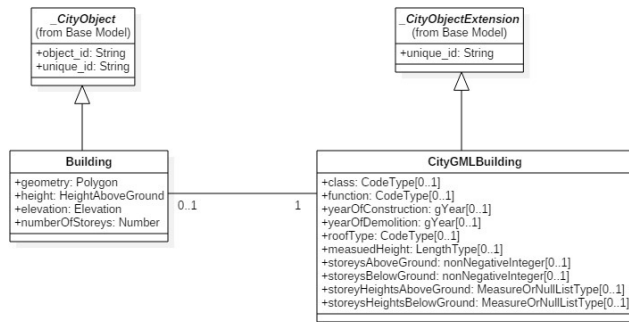 _CityObject
(from Base Model)
+object_id: String
+unique_id: String
_CityObjectExtension
(from Base Model)
+unique_id: String
Building
+geometry: Polygon
+height: HeightAboveGround
+elevation: Elevation
+numberOfStoreys: Number
0..1
1
CityGMLBuilding
+class: CodeType[0..1]
+function: CodeType[0..1]
+yearOfConstruction: gYear[0..1]
+yearOfDemolition: gYear[0..1]
+roofType: CodeType[0..1]
+measuedHeight: LengthType[0..1]
+storeysAboveGround: nonNegativeInteger[0..1]
+storeysBelowGround: nonNegativeInteger[0..1]
+storeyHeightsAboveGround: MeasureOrNullListType[0..1]
+storeysHeightsBelowGround: MeasureOrNullListType[0..1]